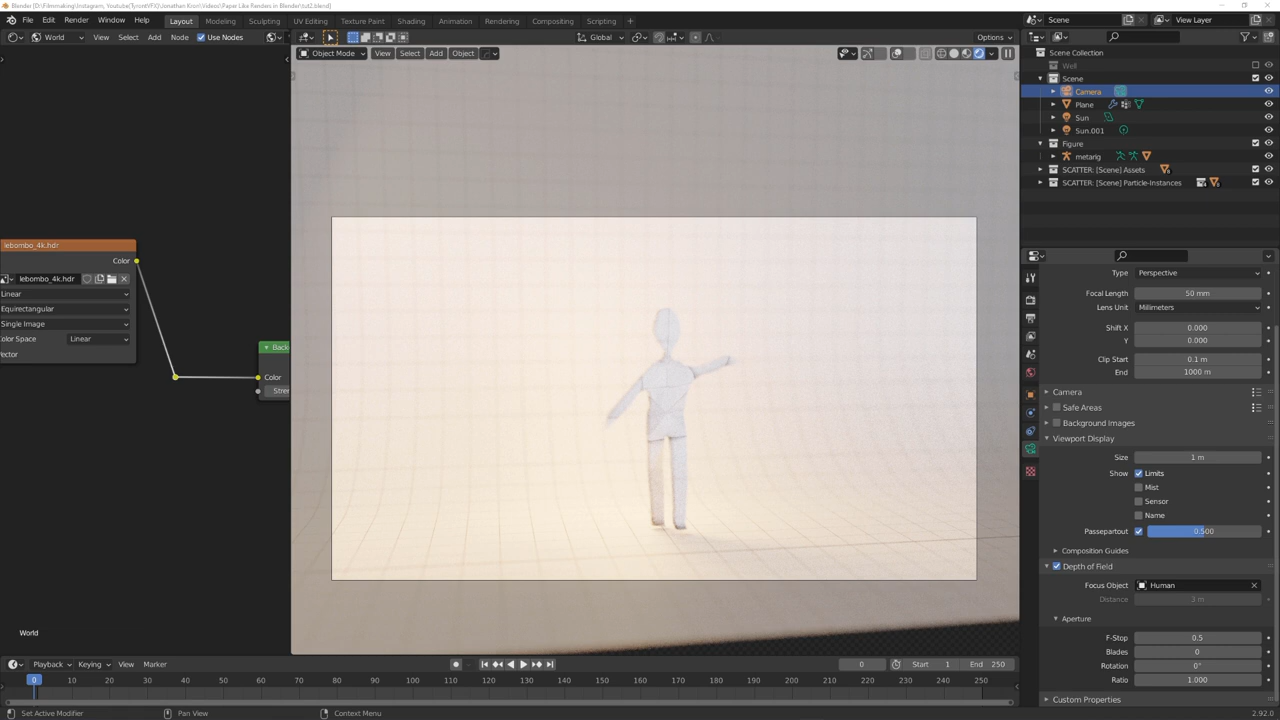 Blender [D:\Filmmaking\Instagram, Youtube\TyrontVFX\Jonathan Kron\Videos\Paper Like Renders in Blender\tut2.blend]
File Edit Render Window Help Layout Modeling Sculpting UV Editing Texture Paint Shading Animation Rendering Compositing Scripting Scene View Layer
World View Select Add Node Use Nodes Global Options
Object Mode View Select Add Object
Scene Collection
Well
Scene
Camera
Plane
Sun
Sun.001
Figure
metarig
SCATTER: [Scene] Assets
SCATTER: [Scene] Particle-Instances
lebombo_4k.hdr
Color
lebombo_4k.hdr
Linear
Equirectangular
Single Image
olor Space Linear
ector
Back
Color
Stren
World
Type Perspective
Focal Length 50 mm
Lens Unit Millimeters
Shift X 0.000
Y 0.000
Clip Start 0.1 m
End 1000 m
Camera
Safe Areas
Background Images
Viewport Display
Size 1 m
Show Limits
Mist
Sensor
Name
Passepartout 0.500
Composition Guides
Depth of Field
Focus Object Human
Distance 3 m
Aperture
F-Stop 0.5
Blades 0
Rotation 0°
Ratio 1.000
Custom Properties
Playback Keying View Marker 0 Start 1 End 250
0 10 20 30 40 50 60 70 80 90 100 110 120 130 140 150 160 170 180 190 200 210 220 230 240 250
Set Active Modifier Pan View Context Menu 2.92.0